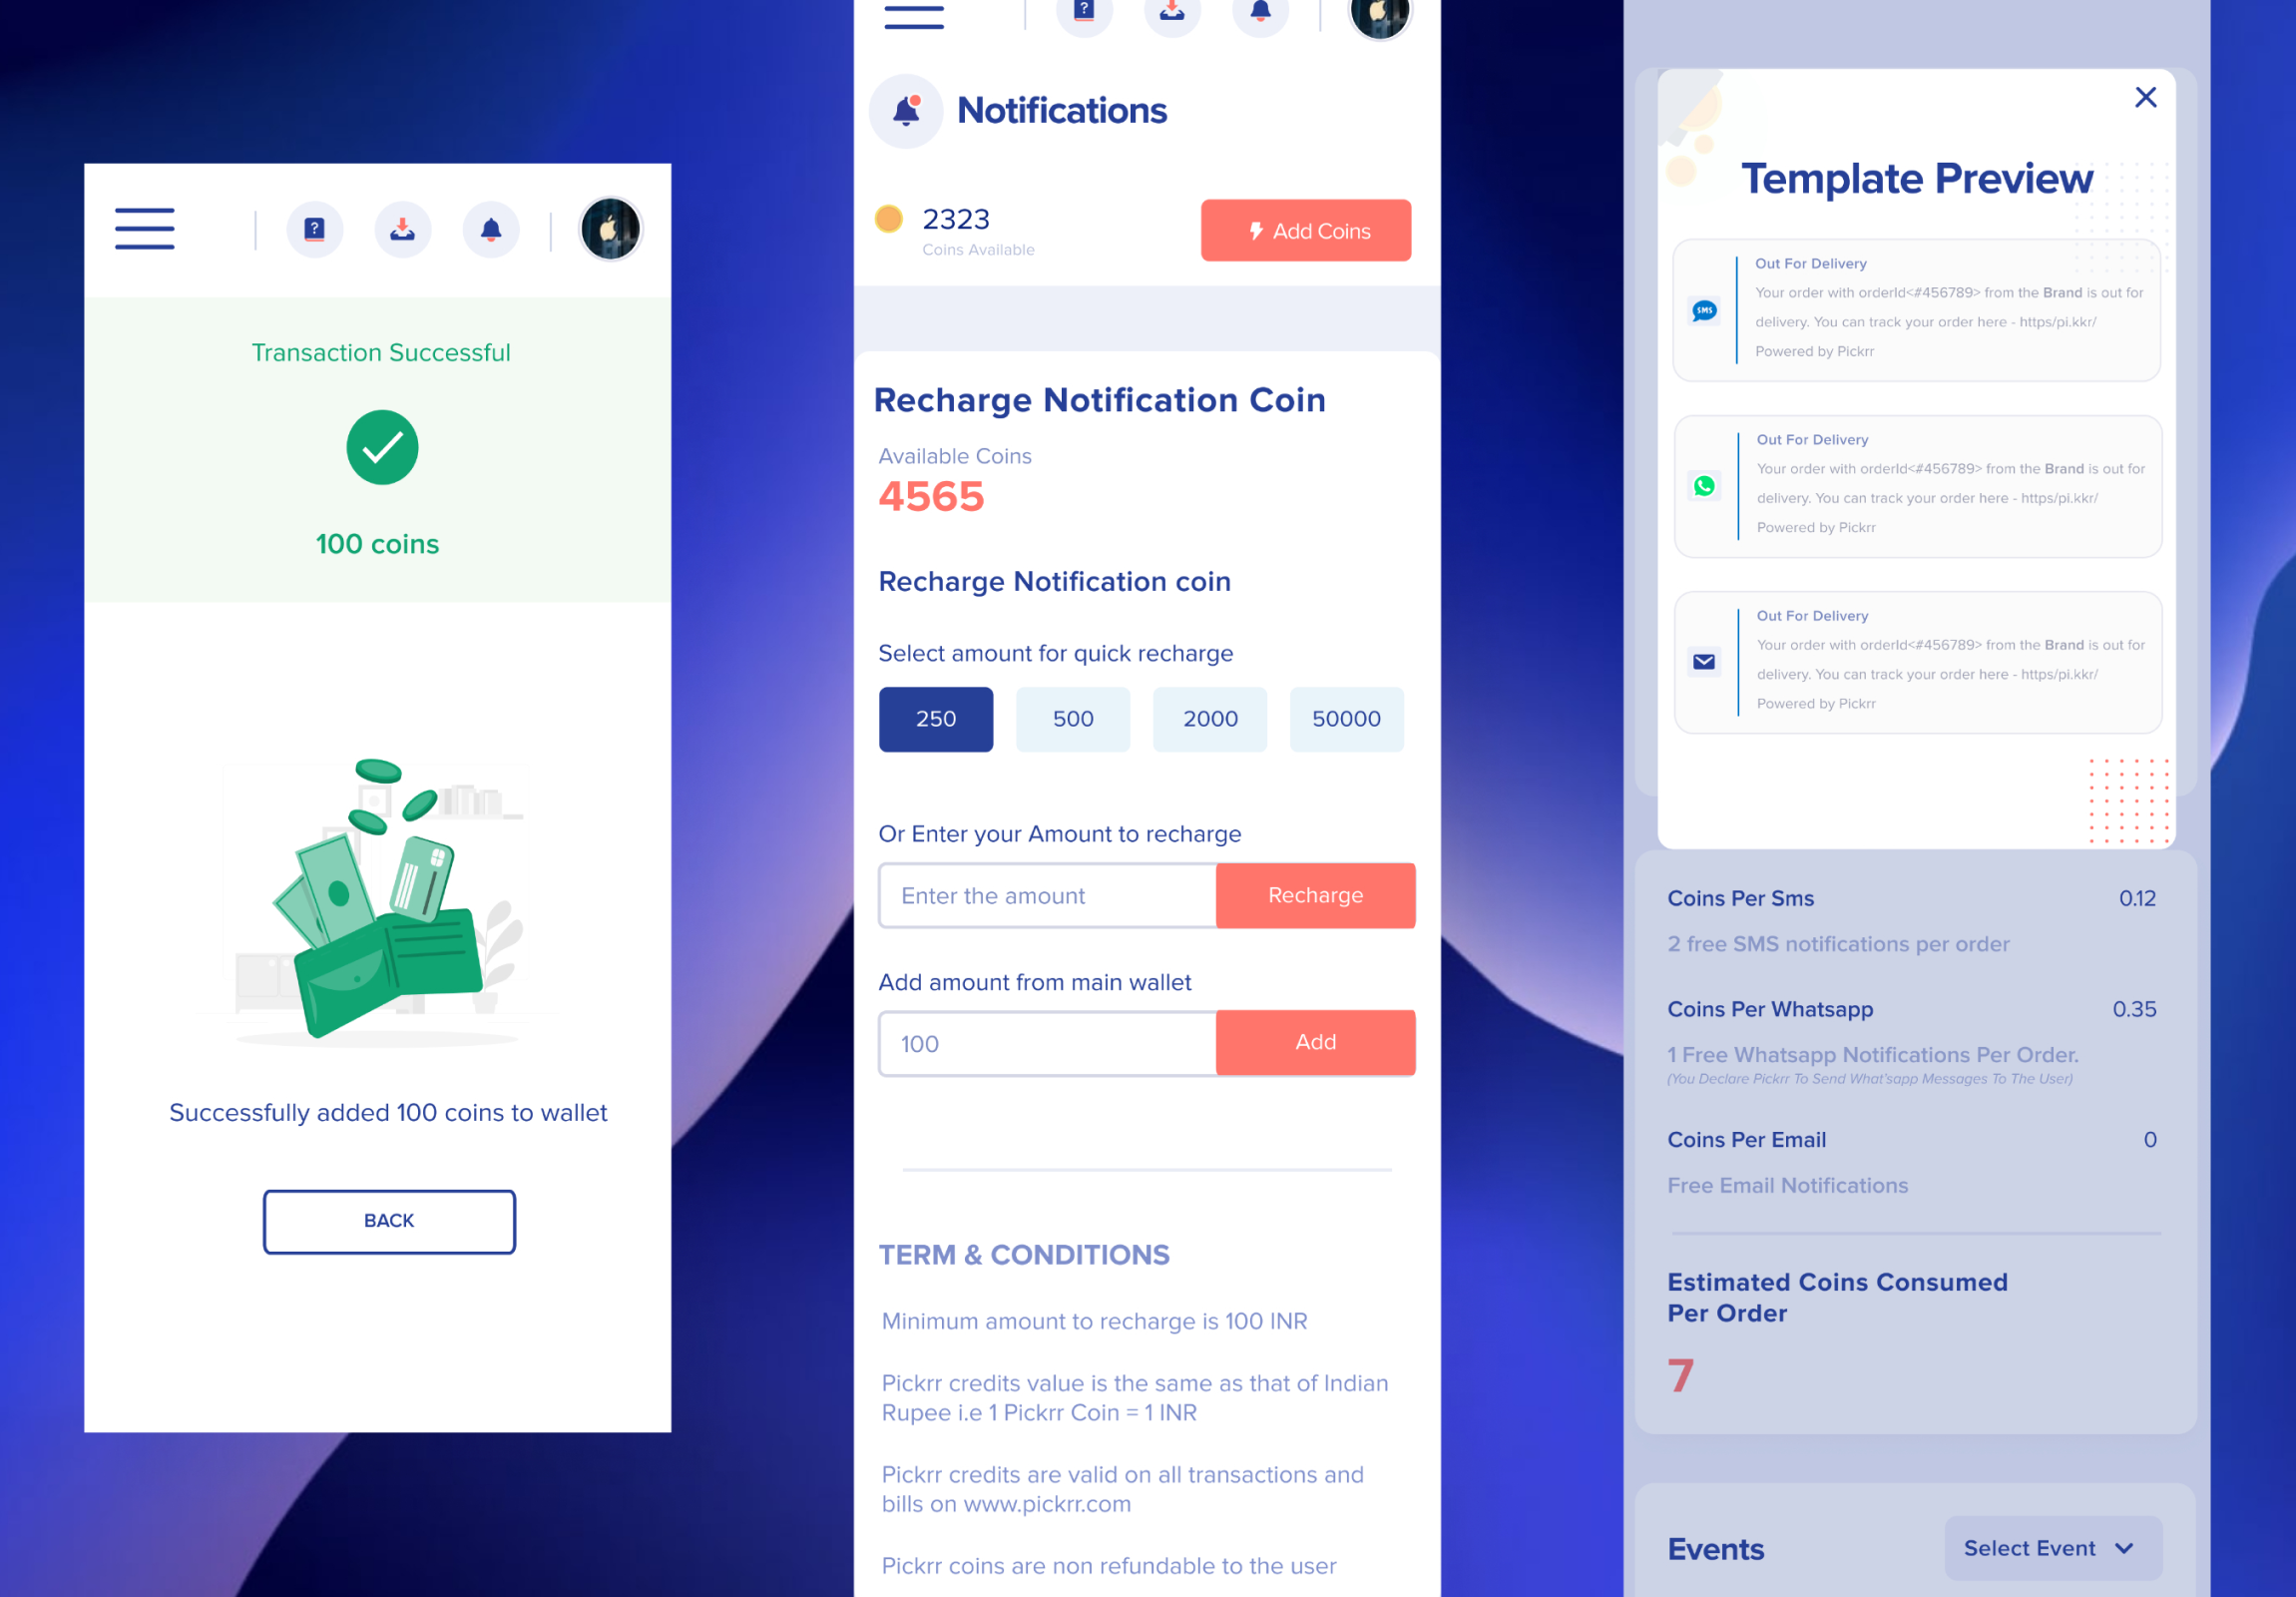 Transaction Successful
100 coins
Successfully added 100 coins to wallet
BACK
Notifications
2323
Coins Available
Add Coins
Recharge Notification Coin
Available Coins
4565
Recharge Notification coin
Select amount for quick recharge
250 500 2000 50000
Or Enter your Amount to recharge
Enter the amount Recharge
Add amount from main wallet
100 Add
TERM & CONDITIONS
Minimum amount to recharge is 100 INR
Pickrr credits value is the same as that of Indian
Rupee i.e 1 Pickrr Coin = 1 INR
Pickrr credits are valid on all transactions and
bills on www.pickrr.com
Pickrr coins are non refundable to the user
Template Preview
Out For Delivery
Your order with orderId<#456789> from the Brand is out for
SMS
delivery. You can track your order here - https/pi.kkr/
Powered by Pickrr
Out For Delivery
Your order with orderId<#456789> from the Brand is out for
delivery. You can track your order here - https/pi.kkr/
Powered by Pickrr
Out For Delivery
Your order with orderId<#456789> from the Brand is out for
delivery. You can track your order here - https/pi.kkr/
Powered by Pickrr
Coins Per Sms 0.12
2 free SMS notifications per order
Coins Per Whatsapp 0.35
1 Free Whatsapp Notifications Per Order.
(You Declare Pickrr To Send What'sapp Messages To The User)
Coins Per Email 0
Free Email Notifications
Estimated Coins Consumed
Per Order
7
Events Select Event